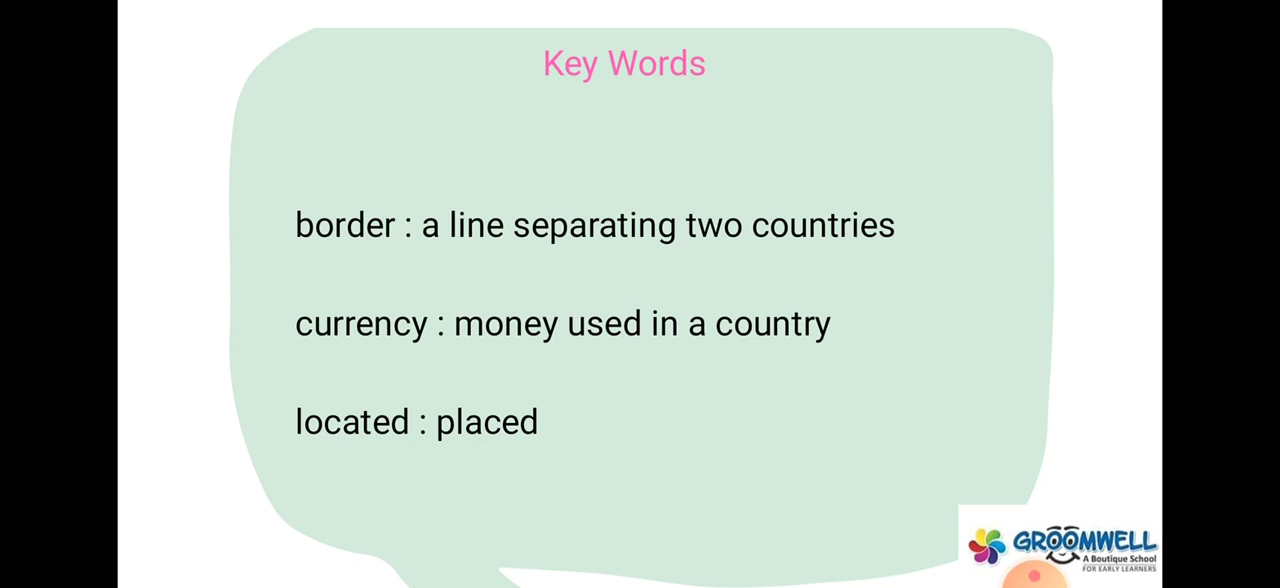 Key Words
border : a line separating two countries
currency : money used in a country
located : placed
GROOMWELL
A Boutique School
FOR EARLY LEARNERS